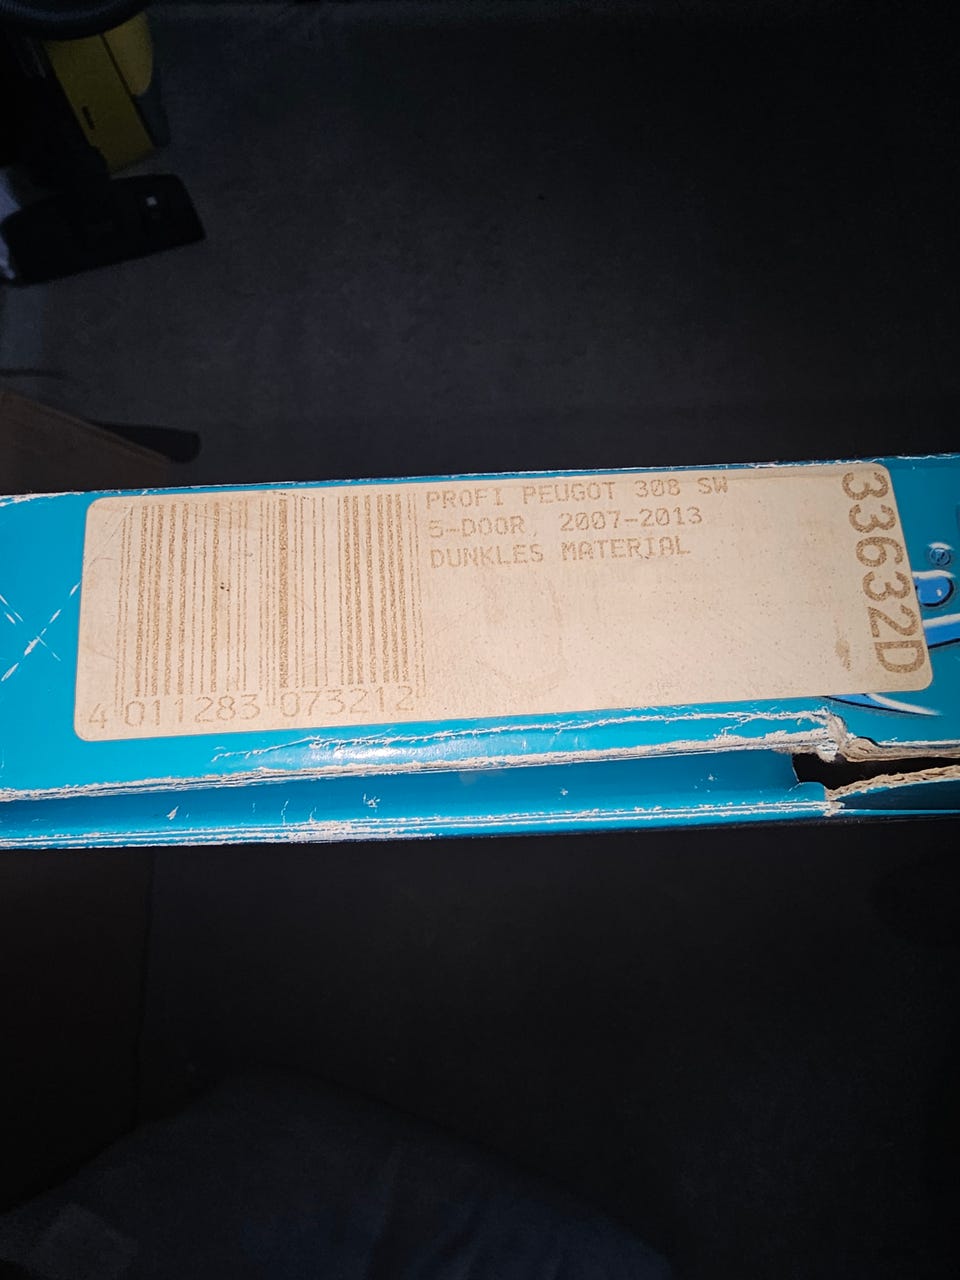 PROFI PEUGOT 308 SW
5-DOOR, 2007-2013
DUNKLES MATERIAL
33632D
4 011283 073212